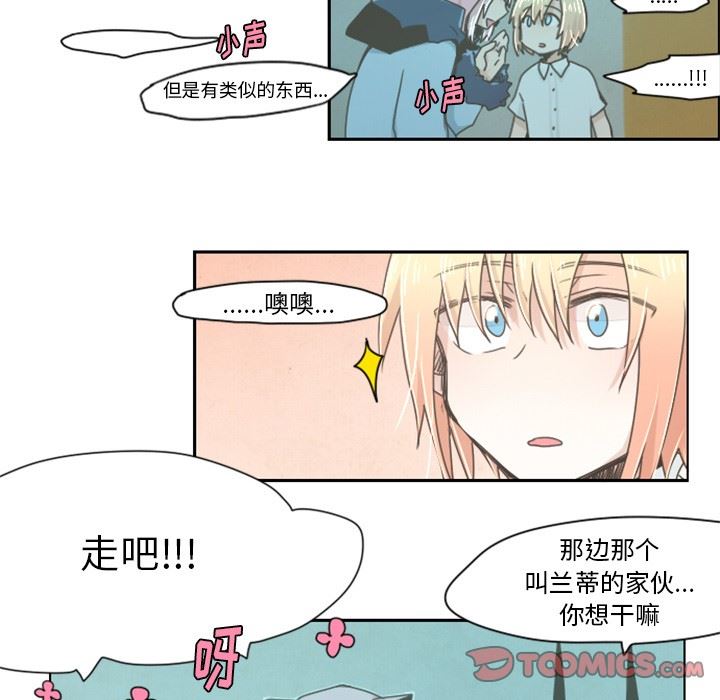 ......
小声
但是有类似的东西...
小声
......!!!
......噢噢...
走吧!!!
那边那个
叫兰蒂的家伙...
你想干嘛
呀
TOOMICS.COM